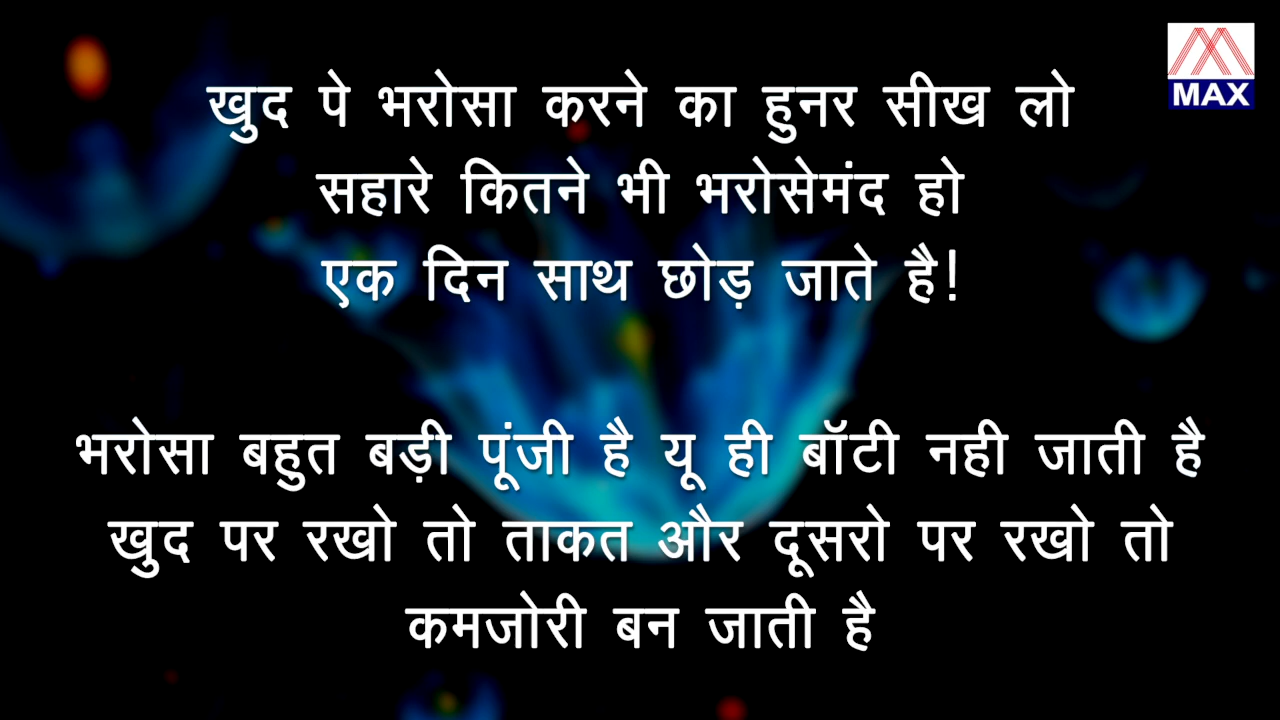 MAX
खुद पे भरोसा करने का हुनर सीख लो
सहारे कितने भी भरोसेमंद हो
एक दिन साथ छोड़ जाते है!
भरोसा बहुत बड़ी पूंजी है यू ही बॉटी नही जाती है
खुद पर रखो तो ताकत और दूसरो पर रखो तो
कमजोरी बन जाती है